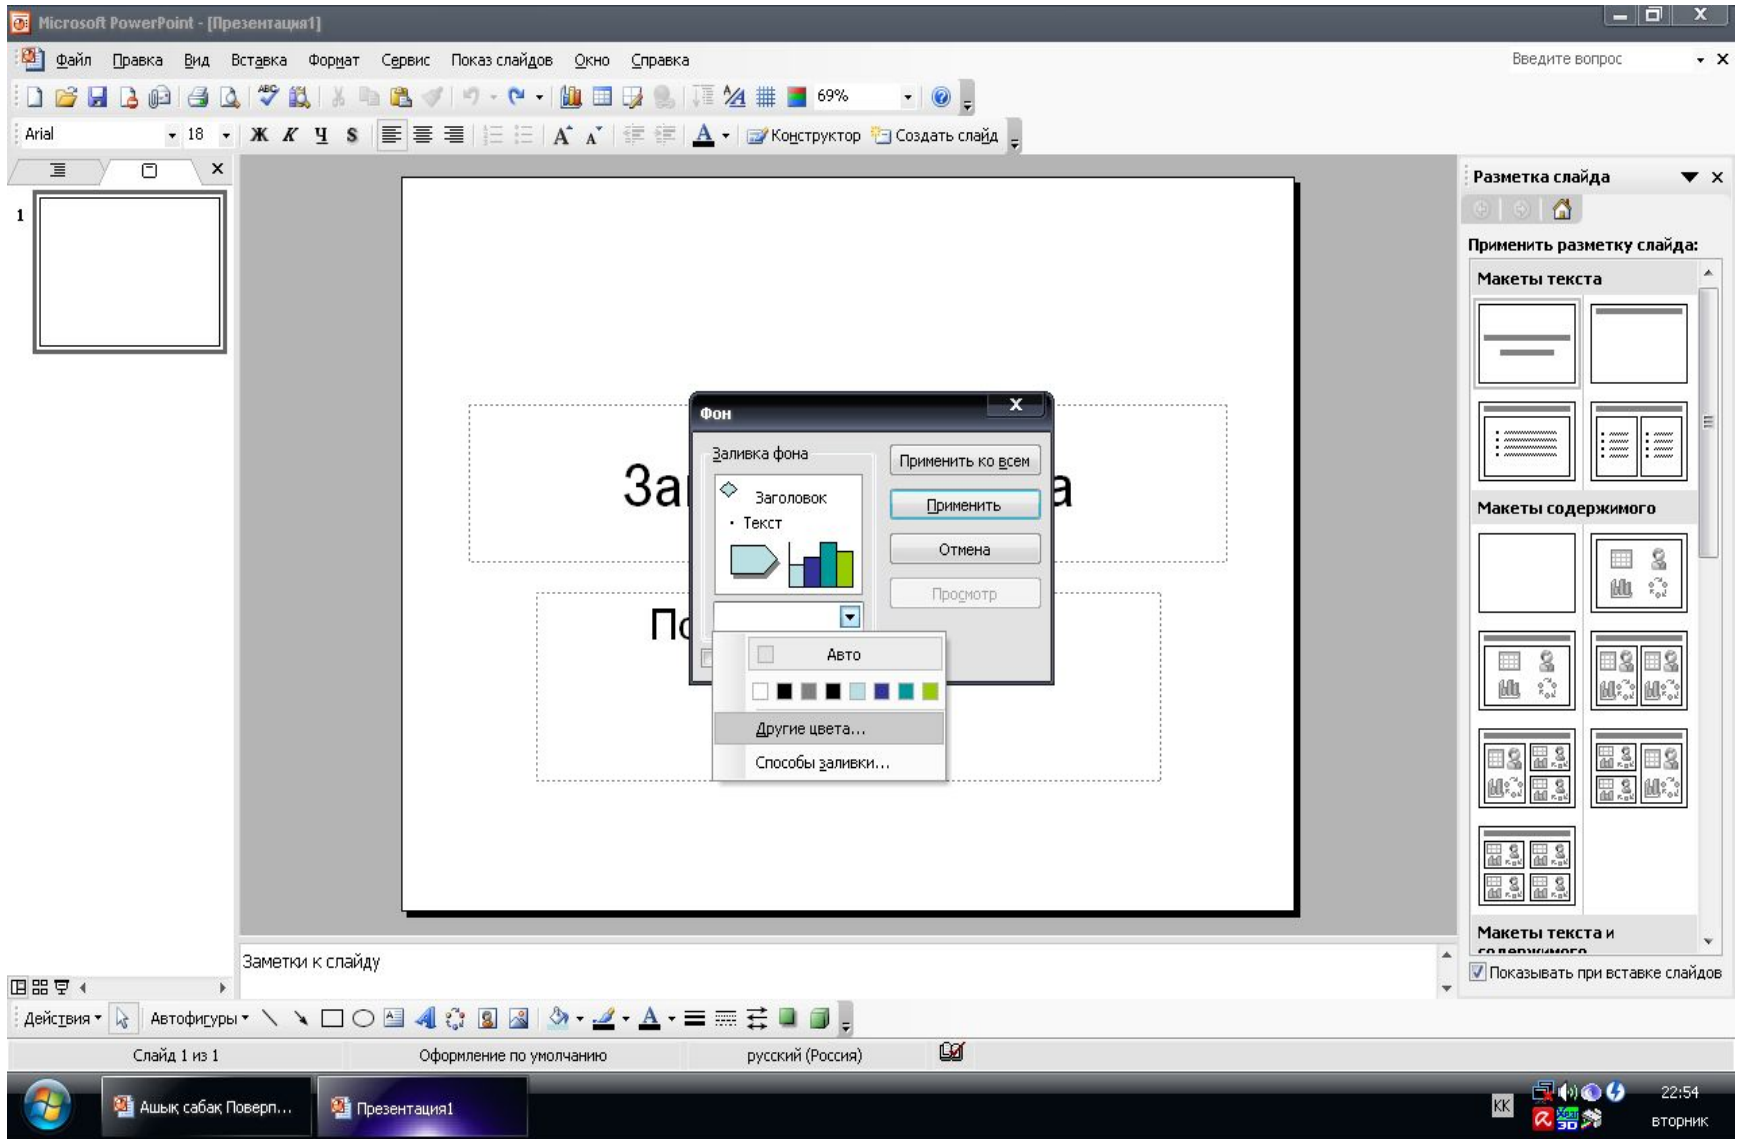 Microsoft PowerPoint - [Презентация1]
Файл Правка Вид Вставка Формат Сервис Показ слайдов Окно Справка
Введите вопрос
69%
Arial 18 Ж К Ч S Конструктор Создать слайд
Разметка слайда
1
Применить разметку слайда:
Макеты текста
Фон
Заливка фона
Применить ко всем
Заголовок
Применить
Текст
Отмена
Просмотр
Авто
Другие цвета...
Способы заливки...
Макеты содержимого
Макеты текста и
содержимого
Показывать при вставке слайдов
Заметки к слайду
Действия Автофигуры
Слайд 1 из 1
Оформление по умолчанию
русский (Россия)
Ашық сабақ Поверп...
Презентация1
KK
22:54
вторник